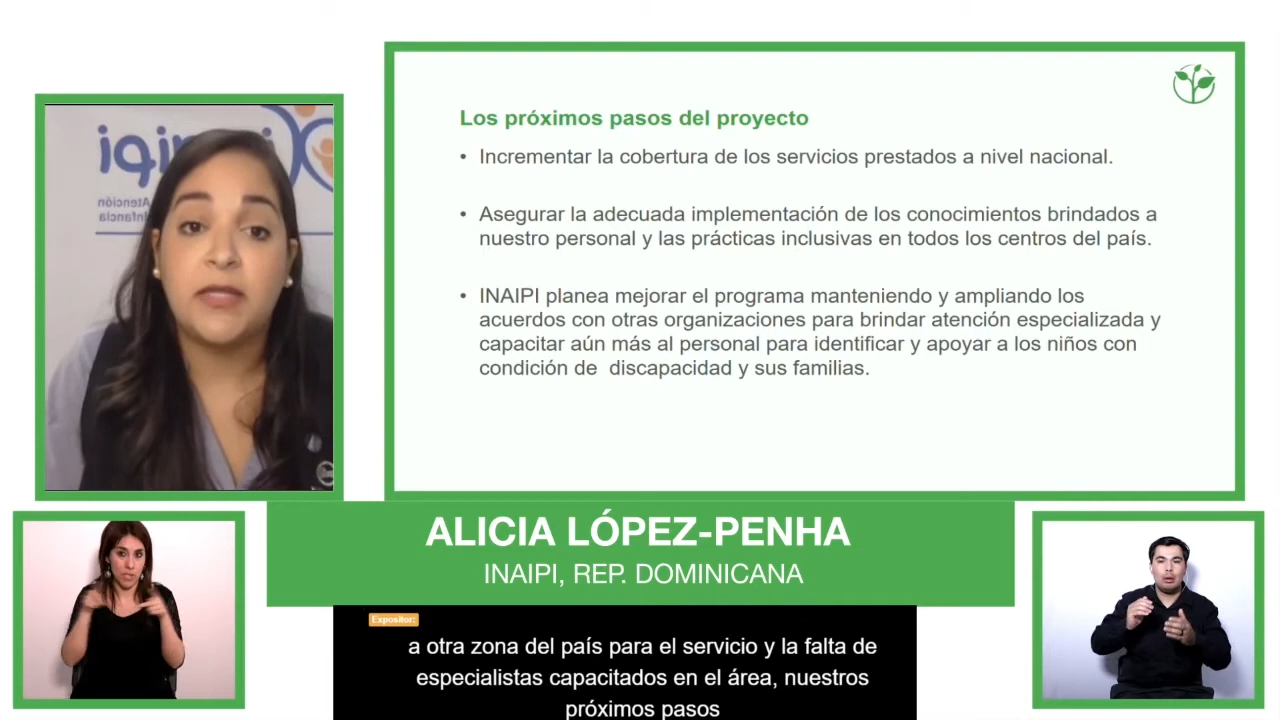 inaipi
Atención
Infancia
Los próximos pasos del proyecto
• Incrementar la cobertura de los servicios prestados a nivel nacional.
• Asegurar la adecuada implementación de los conocimientos brindados a
nuestro personal y las prácticas inclusivas en todos los centros del país.
• INAIPI planea mejorar el programa manteniendo y ampliando los
acuerdos con otras organizaciones para brindar atención especializada y
capacitar aún más al personal para identificar y apoyar a los niños con
condición de discapacidad y sus familias.
ALICIA LÓPEZ-PENHA
INAIPI, REP. DOMINICANA
Expositor:
a otra zona del país para el servicio y la falta de
especialistas capacitados en el área, nuestros
próximos pasos